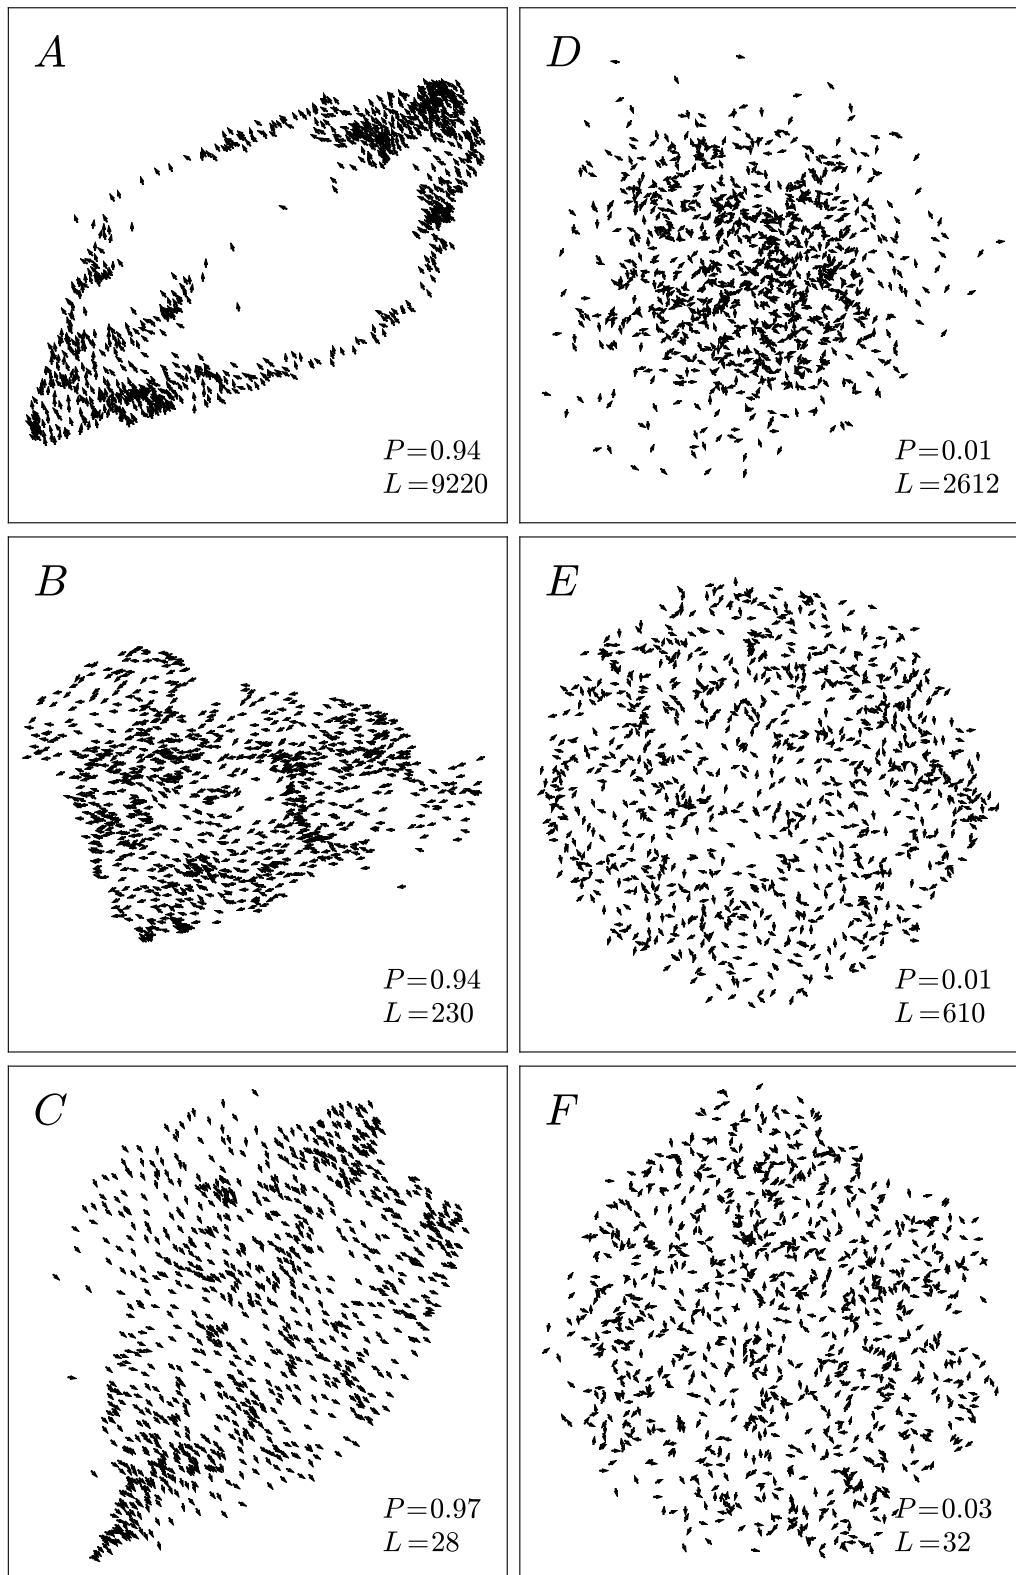 A
P=0.94
L=9220
D
P=0.01
L=2612
B
P=0.94
L=230
E
P=0.01
L=610
C
P=0.97
L=28
F
P=0.03
L=32